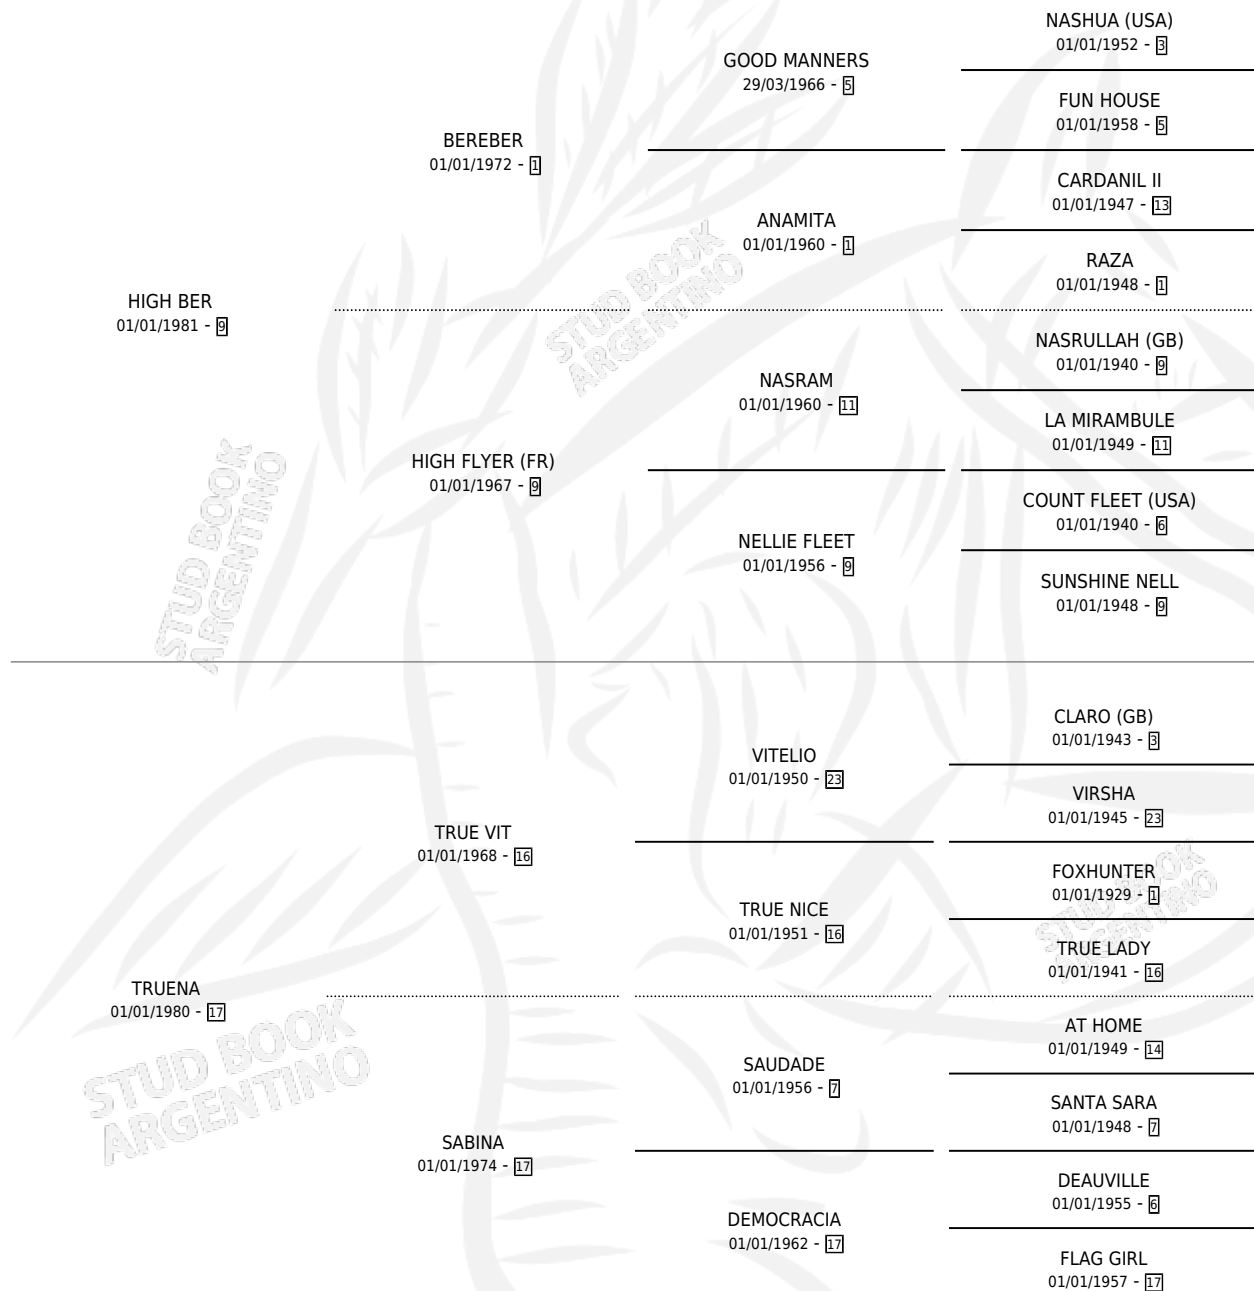 NASHUA (USA)
01/01/1952 - 3
GOOD MANNERS
29/03/1966 - 5
FUN HOUSE
01/01/1958 - 5
BEREBER
01/01/1972 - 1
CARDANIL II
01/01/1947 - 13
ANAMITA
01/01/1960 - 1
RAZA
01/01/1948 - 1
HIGH BER
01/01/1981 - 9
STUD BOOK
ARGENTINO
NASRULLAH (GB)
01/01/1940 - 9
NASRAM
01/01/1960 - 11
LA MIRAMBULE
01/01/1949 - 11
HIGH FLYER (FR)
01/01/1967 - 9
COUNT FLEET (USA)
01/01/1940 - 6
NELLIE FLEET
01/01/1956 - 9
SUNSHINE NELL
01/01/1948 - 9
STUD BOOK
ARGENTINO
CLARO (GB)
01/01/1943 - 3
VITELIO
01/01/1950 - 23
VIRSHA
01/01/1945 - 23
TRUE VIT
01/01/1968 - 16
FOXHUNTER
01/01/1929 - 1
TRUE NICE
01/01/1951 - 16
STUD BOOK
ARGENTINO
TRUE LADY
01/01/1941 - 16
TRUENA
01/01/1980 - 17
AT HOME
01/01/1949 - 14
SAUDADE
01/01/1956 - 7
SANTA SARA
01/01/1948 - 7
STUD BOOK
ARGENTINO
SABINA
01/01/1974 - 17
DEAUVILLE
01/01/1955 - 6
DEMOCRACIA
01/01/1962 - 17
FLAG GIRL
01/01/1957 - 17